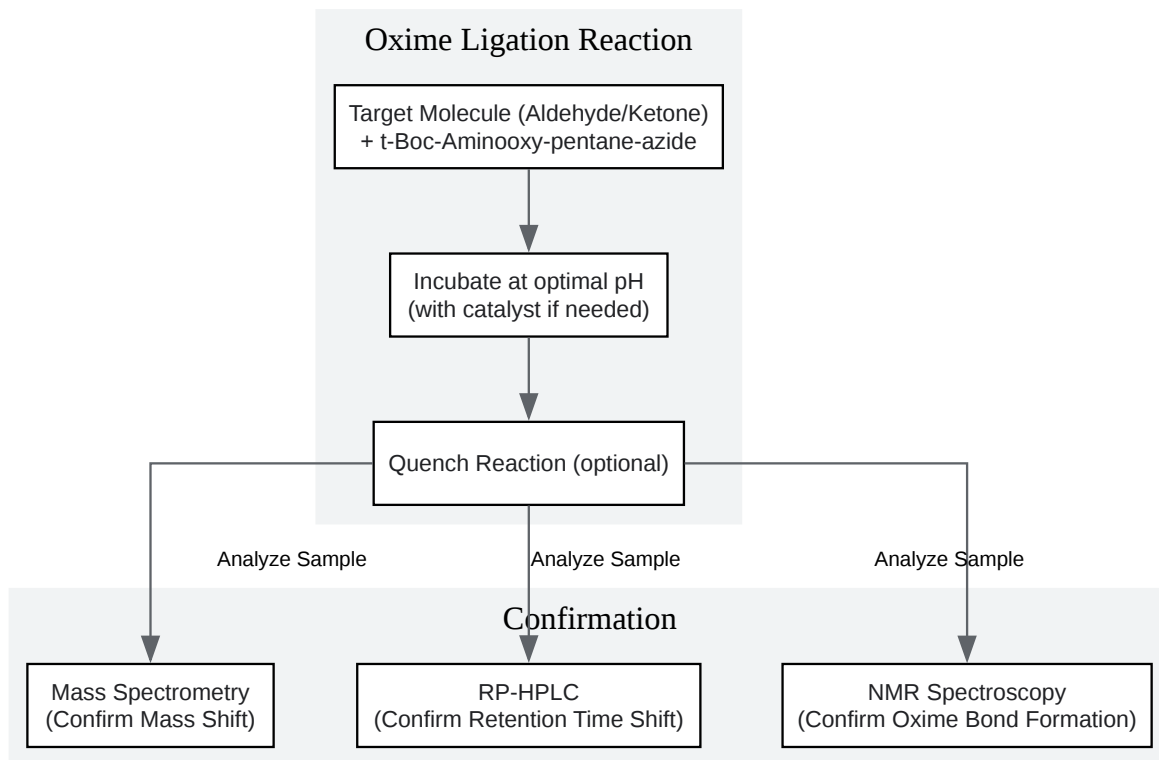 Oxime Ligation Reaction
Target Molecule (Aldehyde/Ketone)
+ t-Boc-Aminooxy-pentane-azide
Incubate at optimal pH
(with catalyst if needed)
Quench Reaction (optional)
Analyze Sample
Analyze Sample
Analyze Sample
Confirmation
Mass Spectrometry
(Confirm Mass Shift)
RP-HPLC
(Confirm Retention Time Shift)
NMR Spectroscopy
(Confirm Oxime Bond Formation)